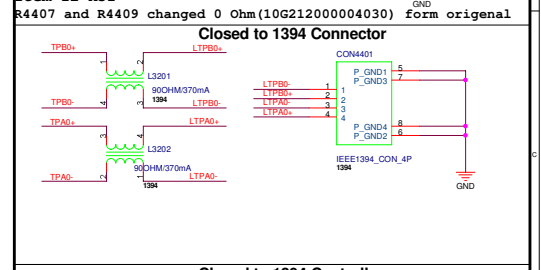 GND
R4407 and R4409 changed 0 Ohm(10G212000004030) form origenal
Closed to 1394 Connector
TPB0+
LTPB0+
1
2
L3201
90OHM/370mA
1394
4
3
TPB0-
LTPB0-
TPA0+
LTPA0+
3
4
L3202
90OHM/370mA
2
1
1394
TPA0-
LTPA0-
CON4401
LTPB0- 1 1
LTPB0+ 2 2
LTPA0- 3 3
LTPA0+ 4 4
P_GND1 5
P_GND3 7
P_GND4 8
P_GND2 6
IEEE1394_CON_4P
1394
GND
C